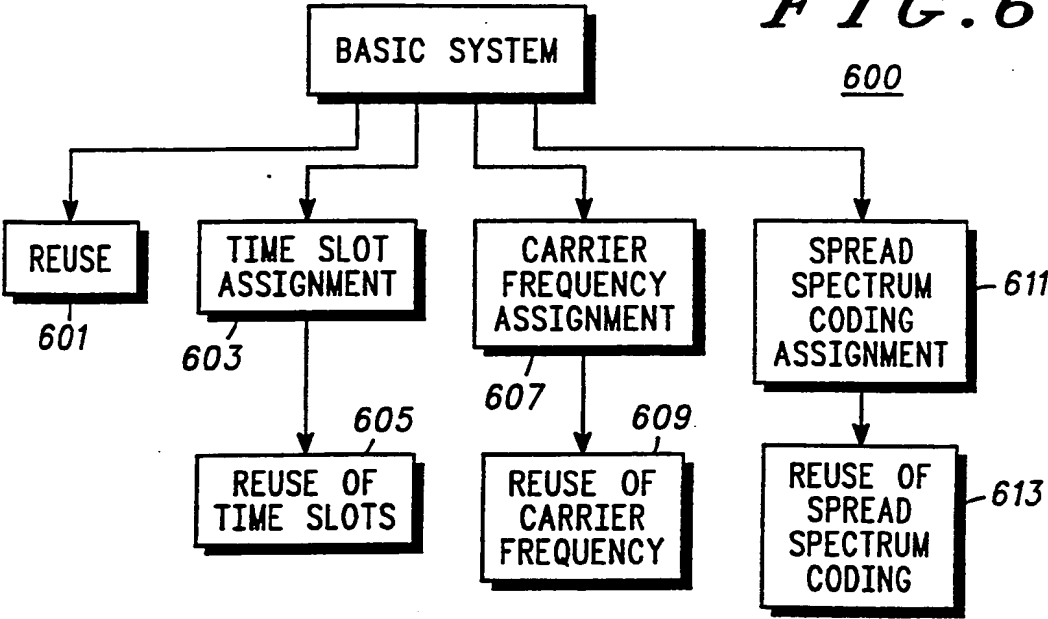 FIG. 6
600
BASIC SYSTEM
REUSE
601
TIME SLOT
ASSIGNMENT
603
CARRIER
FREQUENCY
ASSIGNMENT
607
SPREAD
SPECTRUM
CODING
ASSIGNMENT
611
605
REUSE OF
TIME SLOTS
609
REUSE OF
CARRIER
FREQUENCY
REUSE OF
SPREAD
SPECTRUM
CODING
613